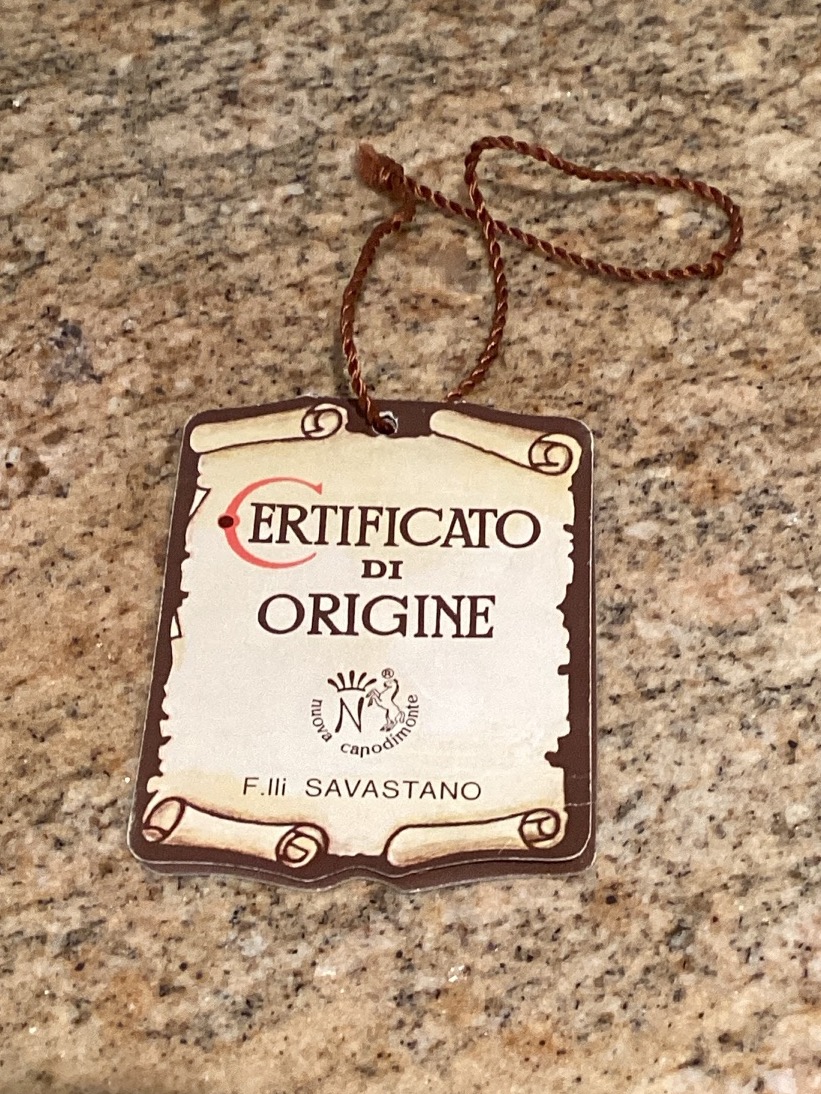 CERTIFICATO
DI
ORIGINE
N ®
nuova capodimonte
F.lli SAVASTANO